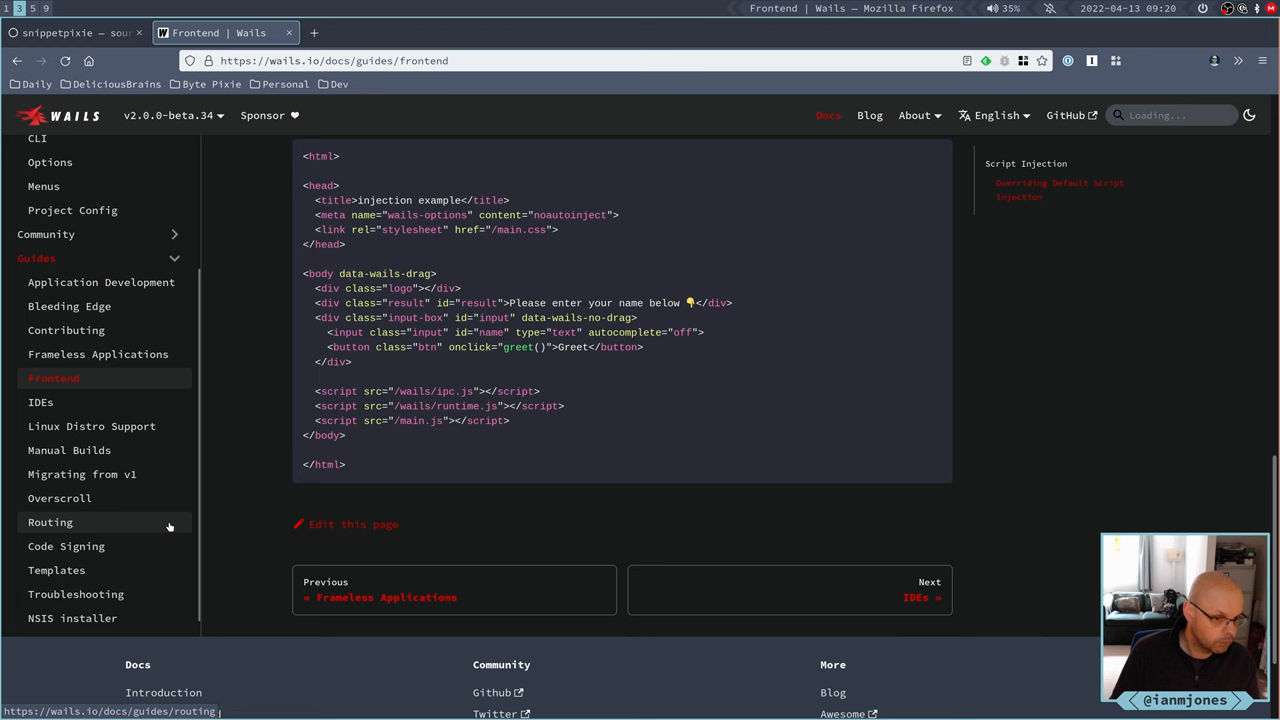 1 3 5 9
Frontend | Wails — Mozilla Firefox
35%
2022-04-13 09:20
snippetpixie — sour
Frontend | Wails
https://wails.io/docs/guides/frontend
Daily
DeliciousBrains
Byte Pixie
Personal
Dev
WAILS
v2.0.0-beta.34
Sponsor
Docs
Blog
About
English
GitHub
Loading...
CLI
Options
Menus
Project Config
Community
Guides
Application Development
Bleeding Edge
Contributing
Frameless Applications
Frontend
IDEs
Linux Distro Support
Manual Builds
Migrating from v1
Overscroll
Routing
Code Signing
Templates
Troubleshooting
NSIS installer
<html>
<head>
<title>injection example</title>
<meta name="wails-options" content="noautoinject">
<link rel="stylesheet" href="/main.css">
</head>
<body data-wails-drag>
<div class="logo"></div>
<div class="result" id="result">Please enter your name below 👇</div>
<div class="input-box" id="input" data-wails-no-drag>
<input class="input" id="name" type="text" autocomplete="off">
<button class="btn" onclick="greet()">Greet</button>
</div>
<script src="/wails/ipc.js"></script>
<script src="/wails/runtime.js"></script>
<script src="/main.js"></script>
</body>
</html>
Script Injection
Overriding Default Script
Injection
Edit this page
Previous
« Frameless Applications
Next
IDEs »
Docs
Introduction
Community
Github
Twitter
More
Blog
Awesome
https://wails.io/docs/guides/routing
@ianmjones